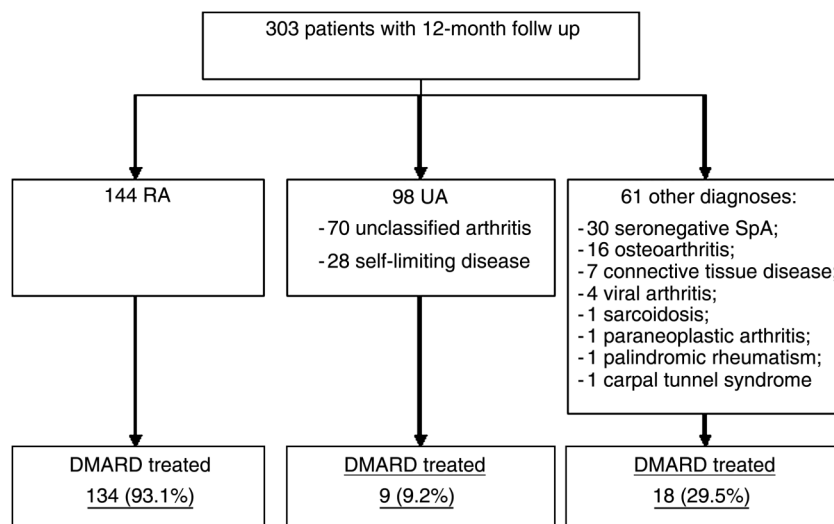 303 patients with 12-month follw up
144 RA
98 UA
- 70 unclassified arthritis
- 28 self-limiting disease
61 other diagnoses:
- 30 seronegative SpA;
- 16 osteoarthritis;
- 7 connective tissue disease;
- 4 viral arthritis;
- 1 sarcoidosis;
- 1 paraneoplastic arthritis;
- 1 palindromic rheumatism;
- 1 carpal tunnel syndrome
DMARD treated
134 (93.1%)
DMARD treated
9 (9.2%)
DMARD treated
18 (29.5%)